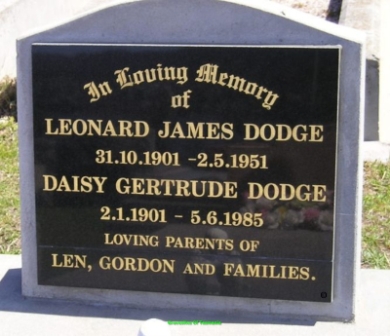 In Loving Memory
of
LEONARD JAMES DODGE
31.10.1901 -2.5.1951
DAISY GERTRUDE DODGE
2.1.1901 - 5.6.1985
LOVING PARENTS OF
LEN, GORDON AND FAMILIES.